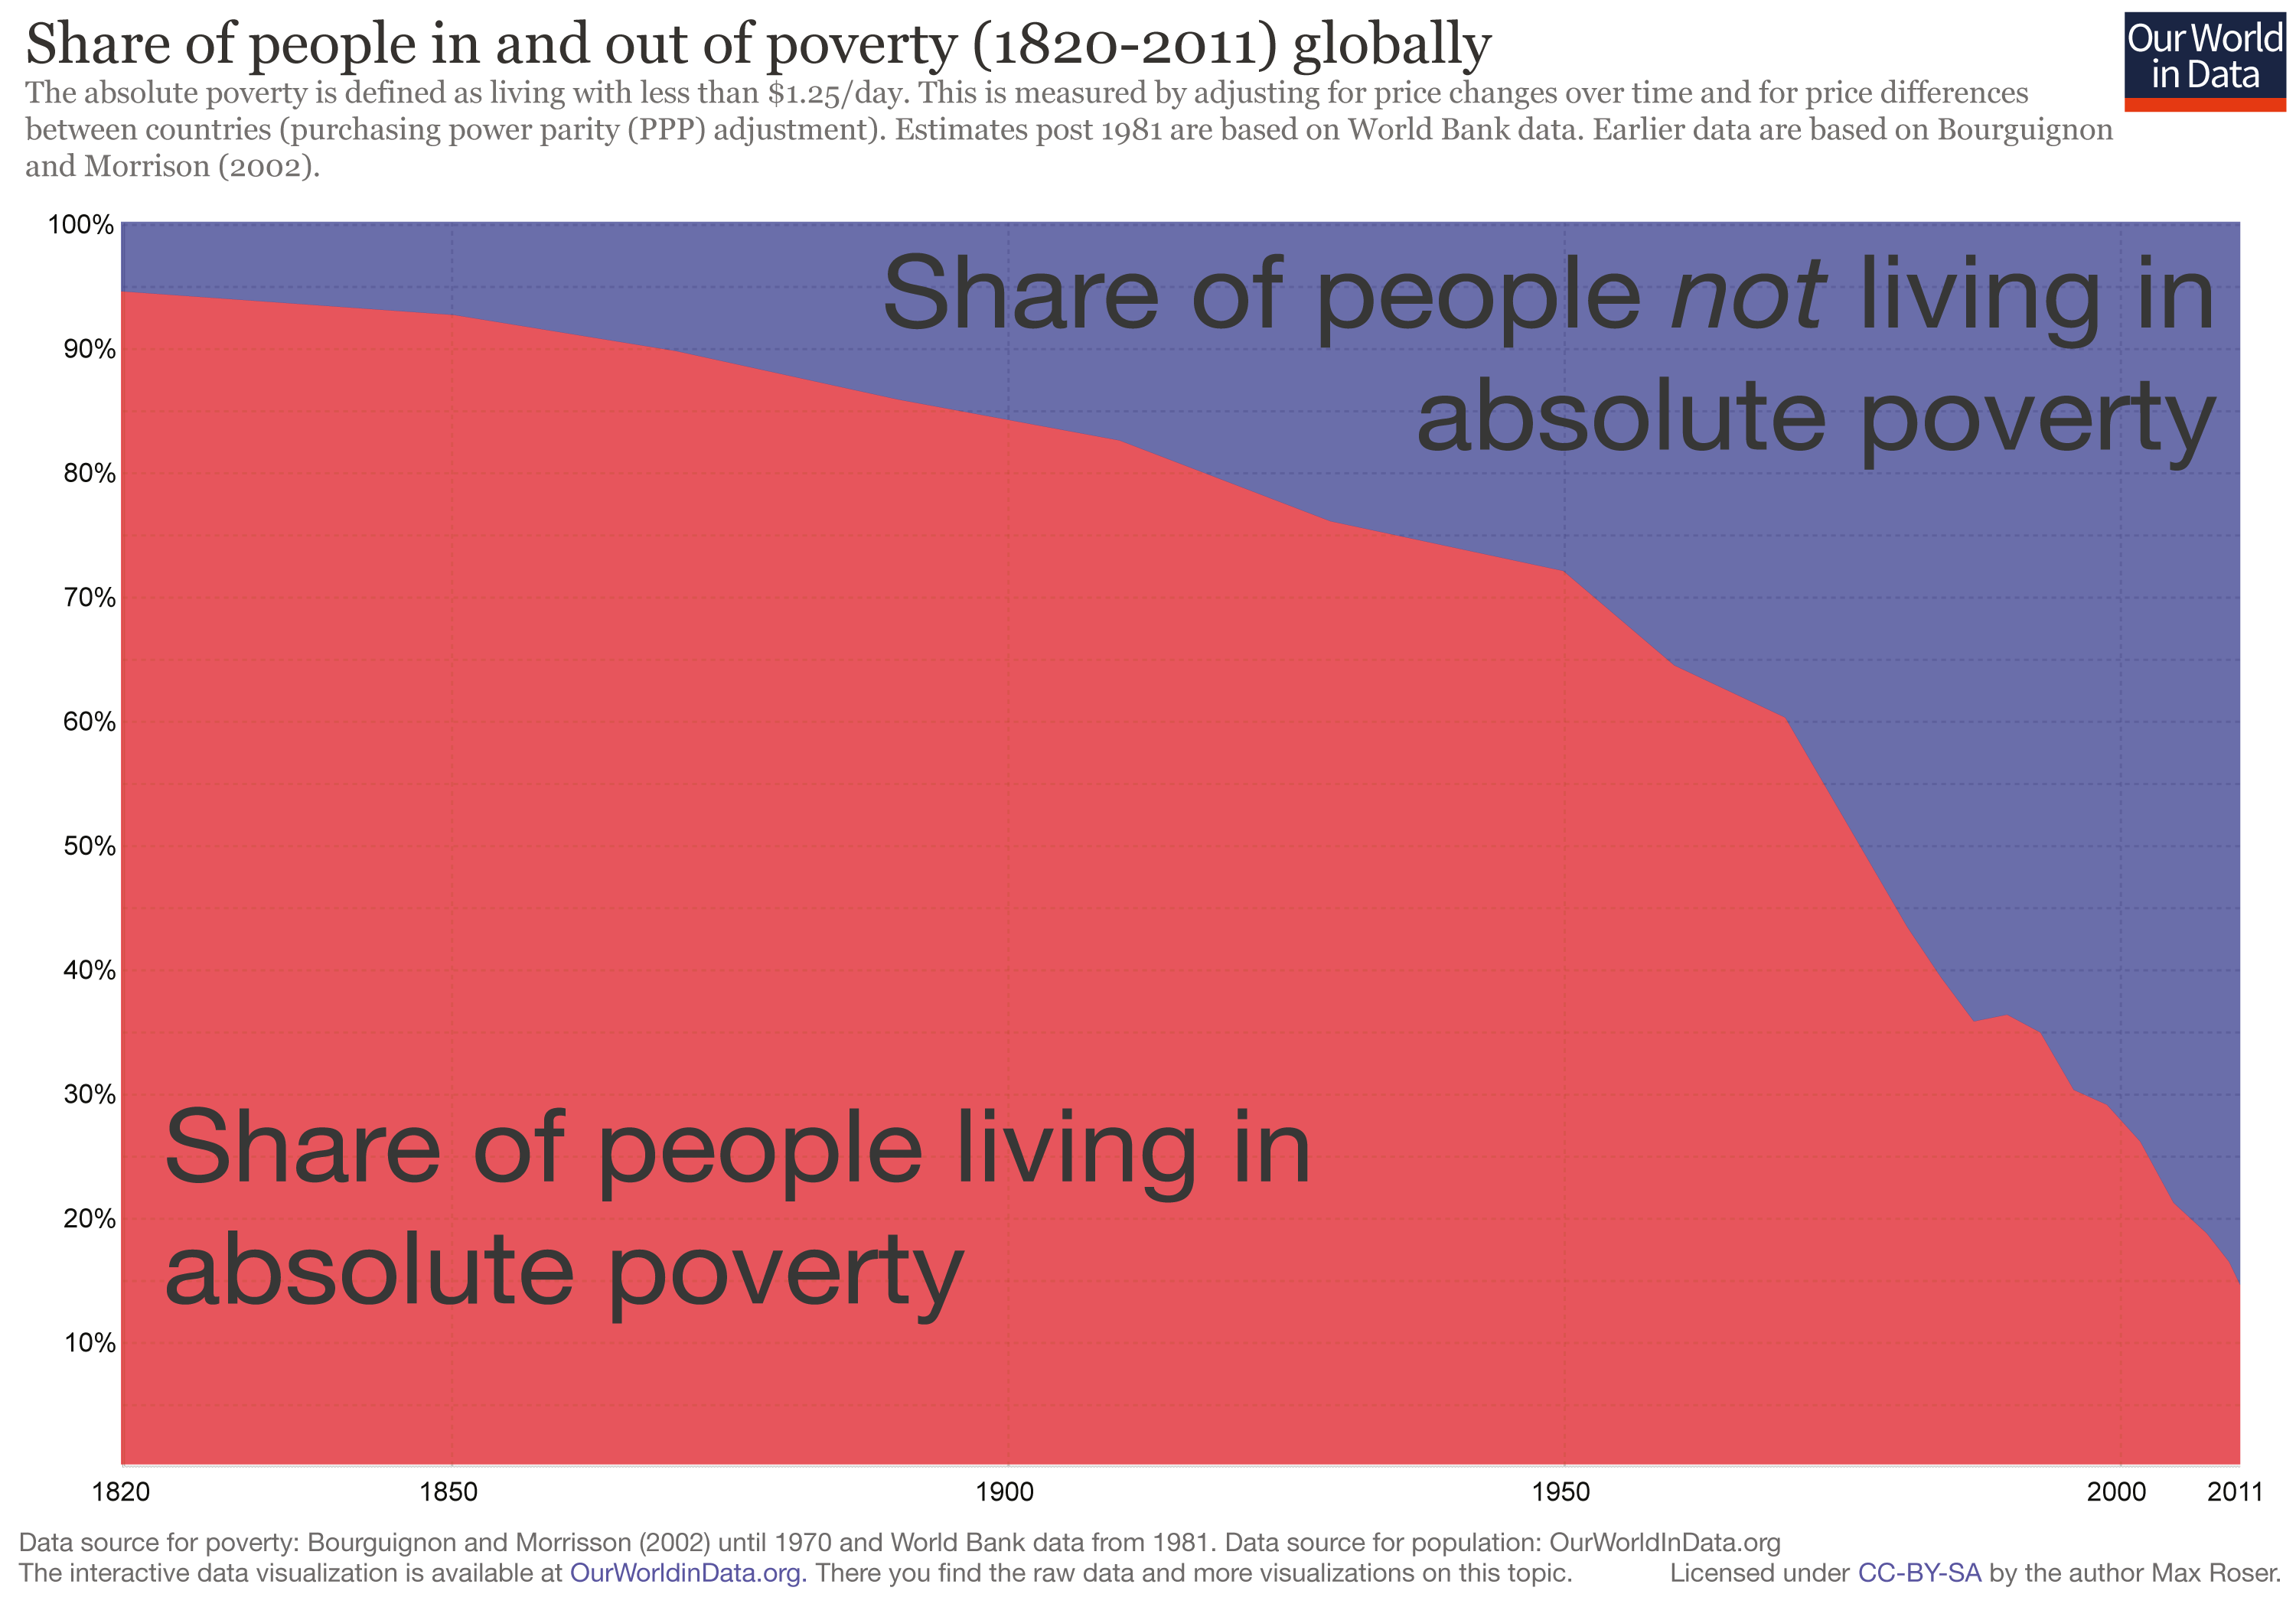 Share of people in and out of poverty (1820-2011) globally
Our World
in Data
The absolute poverty is defined as living with less than $1.25/day. This is measured by adjusting for price changes over time and for price differences
between countries (purchasing power parity (PPP) adjustment). Estimates post 1981 are based on World Bank data. Earlier data are based on Bourguignon
and Morrison (2002).
100%
90%
80%
70%
60%
50%
40%
30%
20%
10%
Share of people not living in
absolute poverty
Share of people living in
absolute poverty
1820 1850 1900 1950 2000 2011
Data source for poverty: Bourguignon and Morrisson (2002) until 1970 and World Bank data from 1981. Data source for population: OurWorldInData.org
The interactive data visualization is available at OurWorldinData.org. There you find the raw data and more visualizations on this topic. Licensed under CC-BY-SA by the author Max Roser.